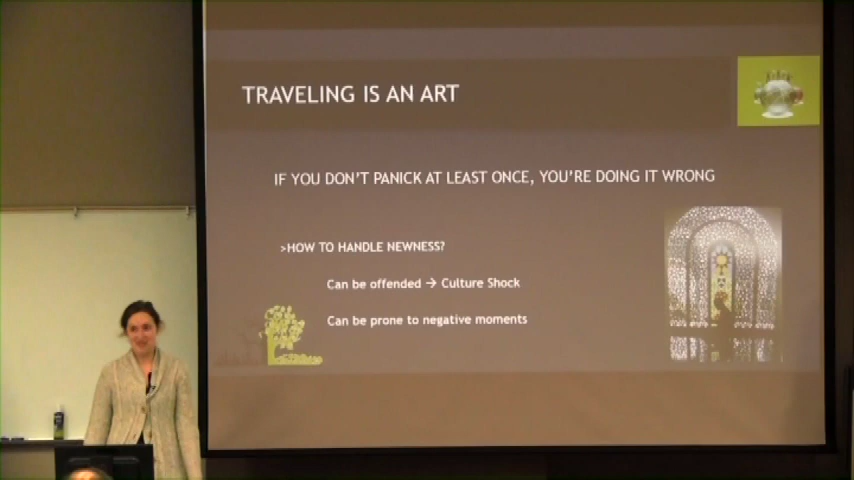 TRAVELING IS AN ART
IF YOU DON'T PANICK AT LEAST ONCE, YOU'RE DOING IT WRONG
>HOW TO HANDLE NEWNESS?
Can be offended → Culture Shock
Can be prone to negative moments